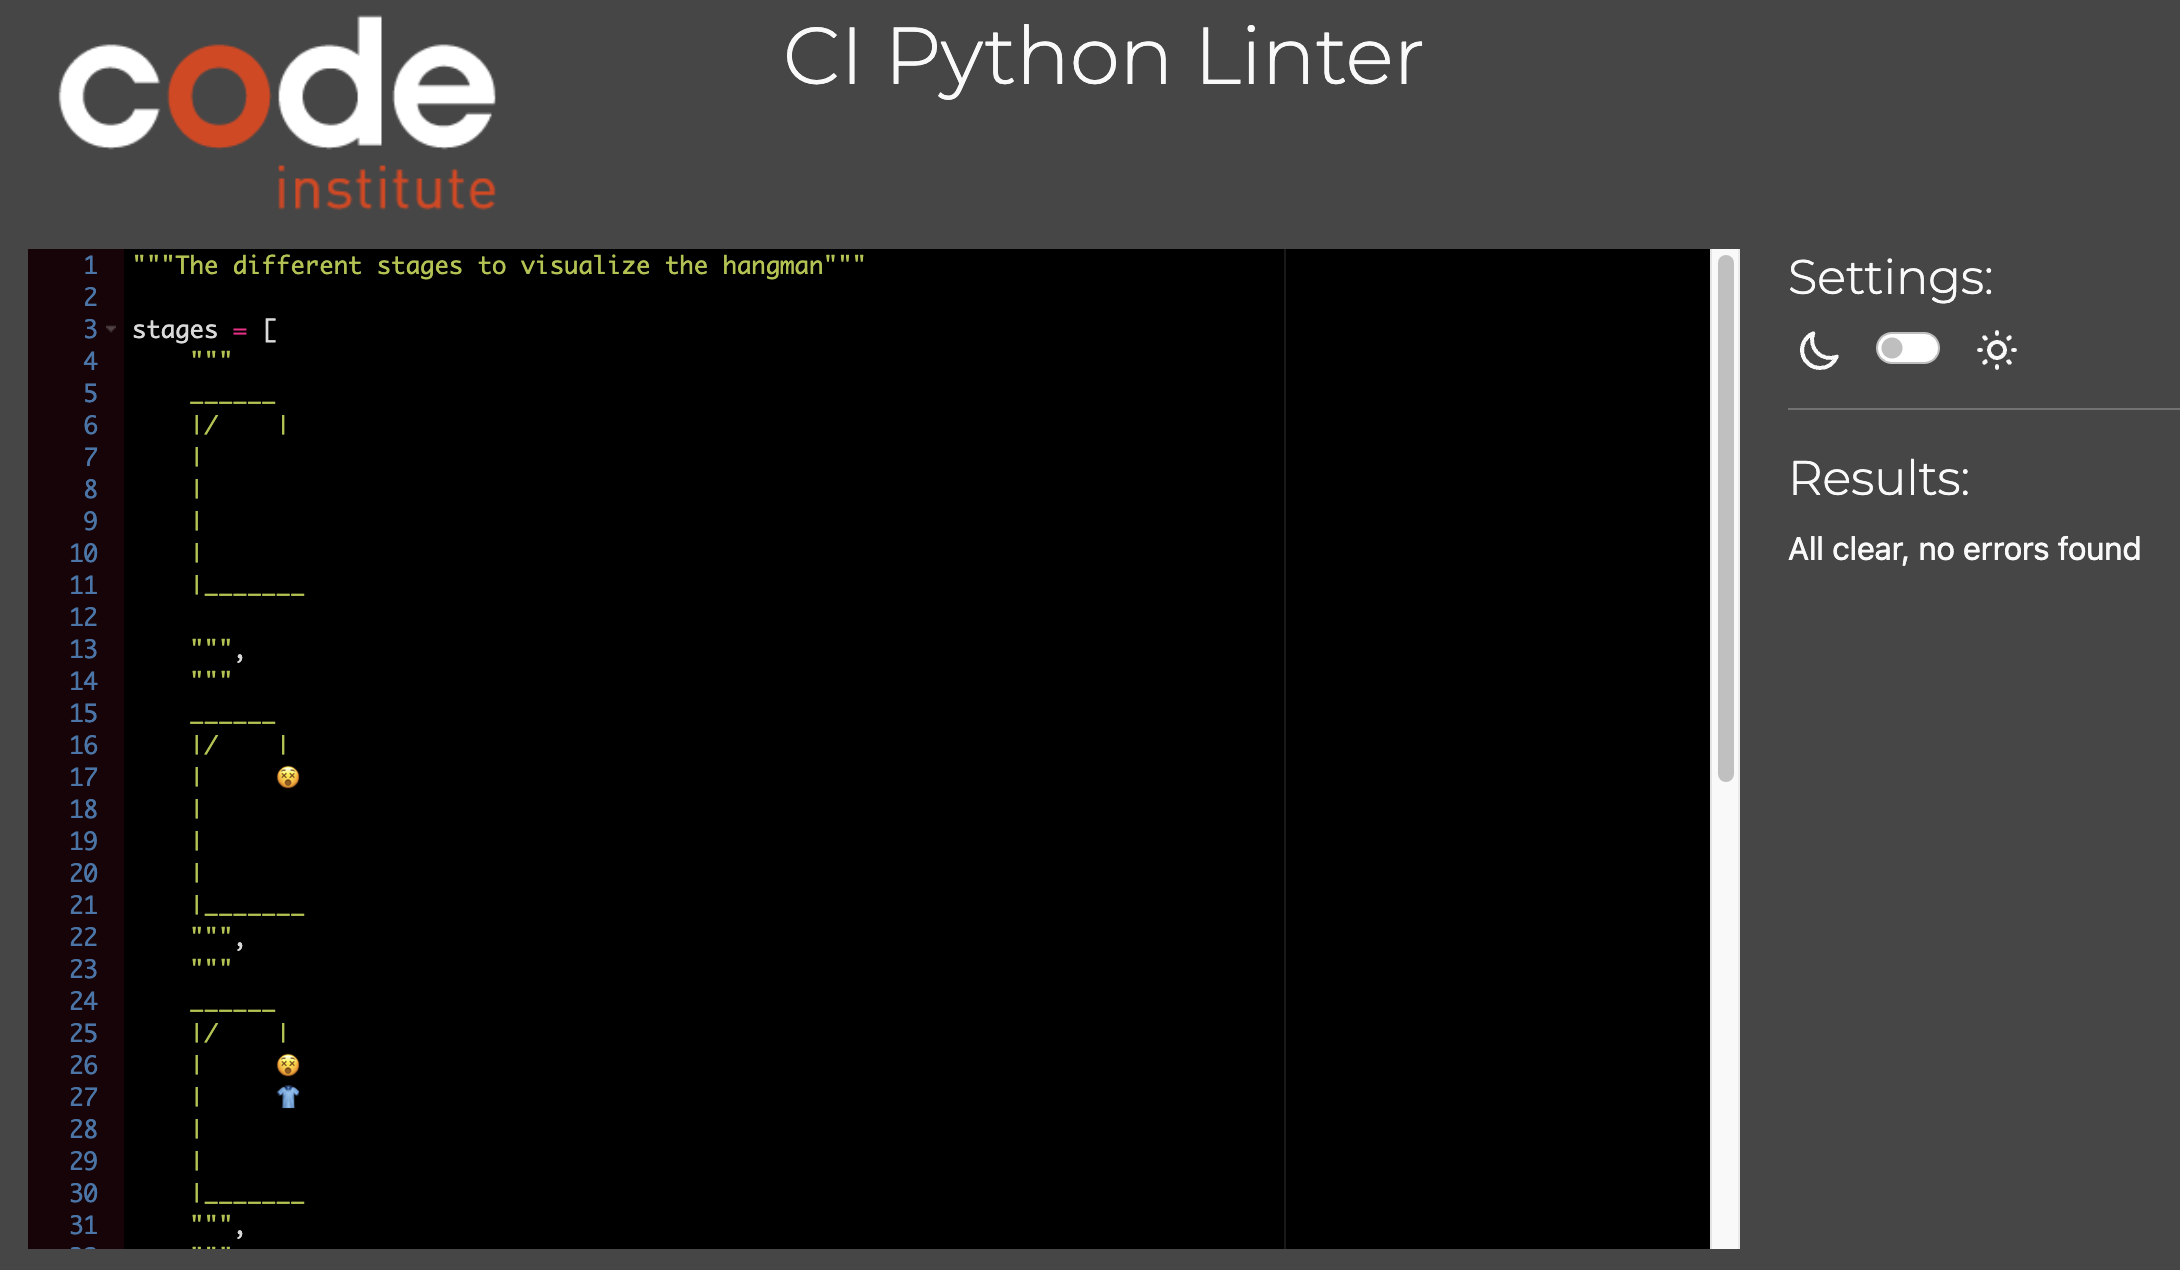 code
institute
CI Python Linter
1 """The different stages to visualize the hangman"""
2
3 stages = [
4     """
5     ______
6     |/    |
7     |
8     |
9     |
10     |
11     |_______
12
13     """,
14     """
15     ______
16     |/    |
17     |     😵
18     |
19     |
20     |
21     |_______
22     """,
23     """
24     ______
25     |/    |
26     |     😵
27     |     👕
28     |
29     |
30     |_______
31     """,
Settings:
Results:
All clear, no errors found